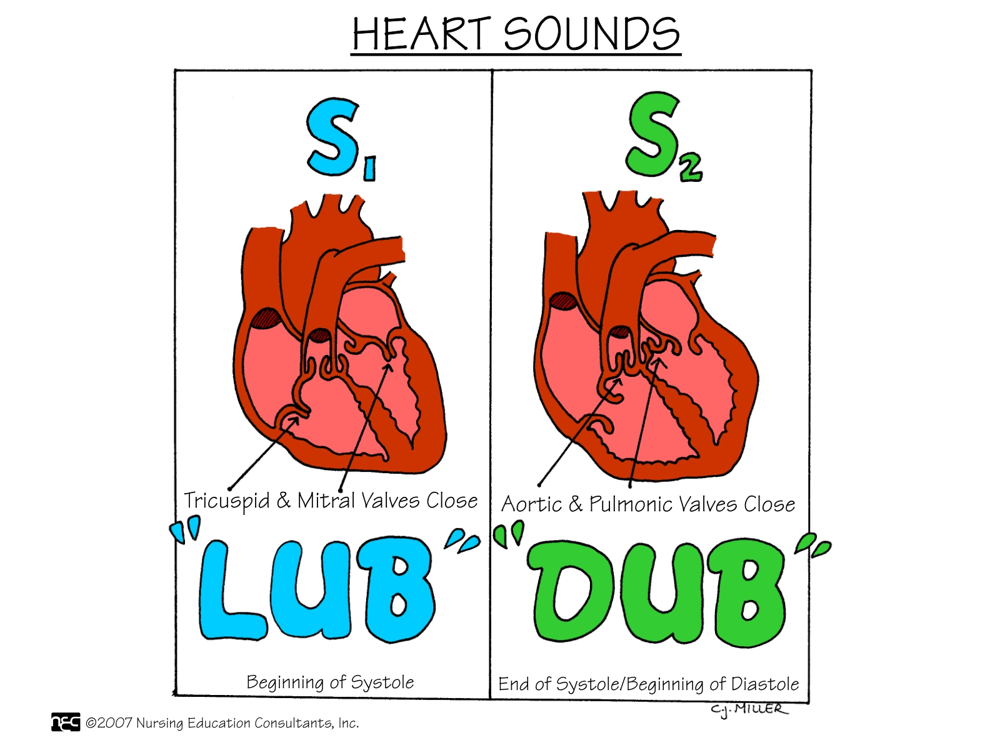 HEART SOUNDS
S₁
S₂
Tricuspid & Mitral Valves Close
Aortic & Pulmonic Valves Close
"LUB"
"DUB"
Beginning of Systole
End of Systole/Beginning of Diastole
C.J. MILLER
nec ©2007 Nursing Education Consultants, Inc.